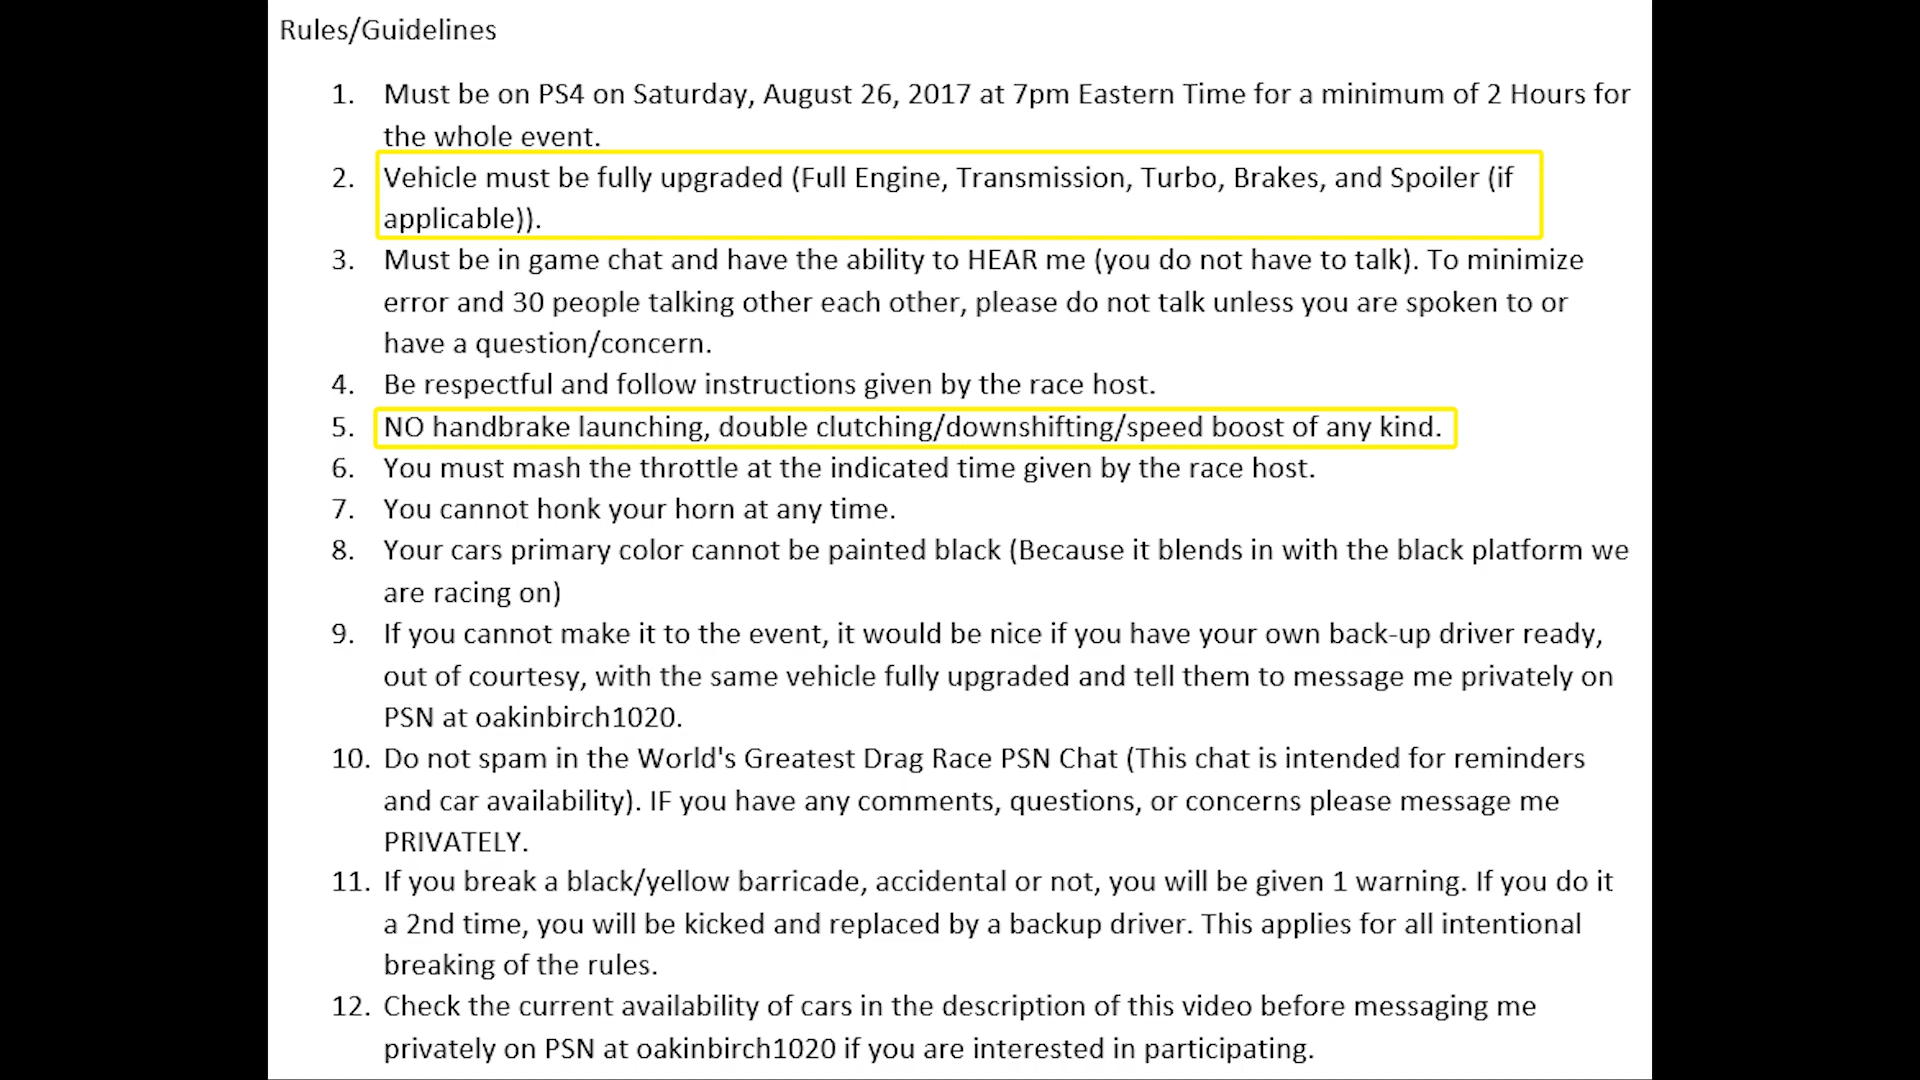 Rules/Guidelines
1. Must be on PS4 on Saturday, August 26, 2017 at 7pm Eastern Time for a minimum of 2 Hours for
the whole event.
2. Vehicle must be fully upgraded (Full Engine, Transmission, Turbo, Brakes, and Spoiler (if
applicable)).
3. Must be in game chat and have the ability to HEAR me (you do not have to talk). To minimize
error and 30 people talking other each other, please do not talk unless you are spoken to or
have a question/concern.
4. Be respectful and follow instructions given by the race host.
5. NO handbrake launching, double clutching/downshifting/speed boost of any kind.
6. You must mash the throttle at the indicated time given by the race host.
7. You cannot honk your horn at any time.
8. Your cars primary color cannot be painted black (Because it blends in with the black platform we
are racing on)
9. If you cannot make it to the event, it would be nice if you have your own back-up driver ready,
out of courtesy, with the same vehicle fully upgraded and tell them to message me privately on
PSN at oakinbirch1020.
10. Do not spam in the World's Greatest Drag Race PSN Chat (This chat is intended for reminders
and car availability). IF you have any comments, questions, or concerns please message me
PRIVATELY.
11. If you break a black/yellow barricade, accidental or not, you will be given 1 warning. If you do it
a 2nd time, you will be kicked and replaced by a backup driver. This applies for all intentional
breaking of the rules.
12. Check the current availability of cars in the description of this video before messaging me
privately on PSN at oakinbirch1020 if you are interested in participating.